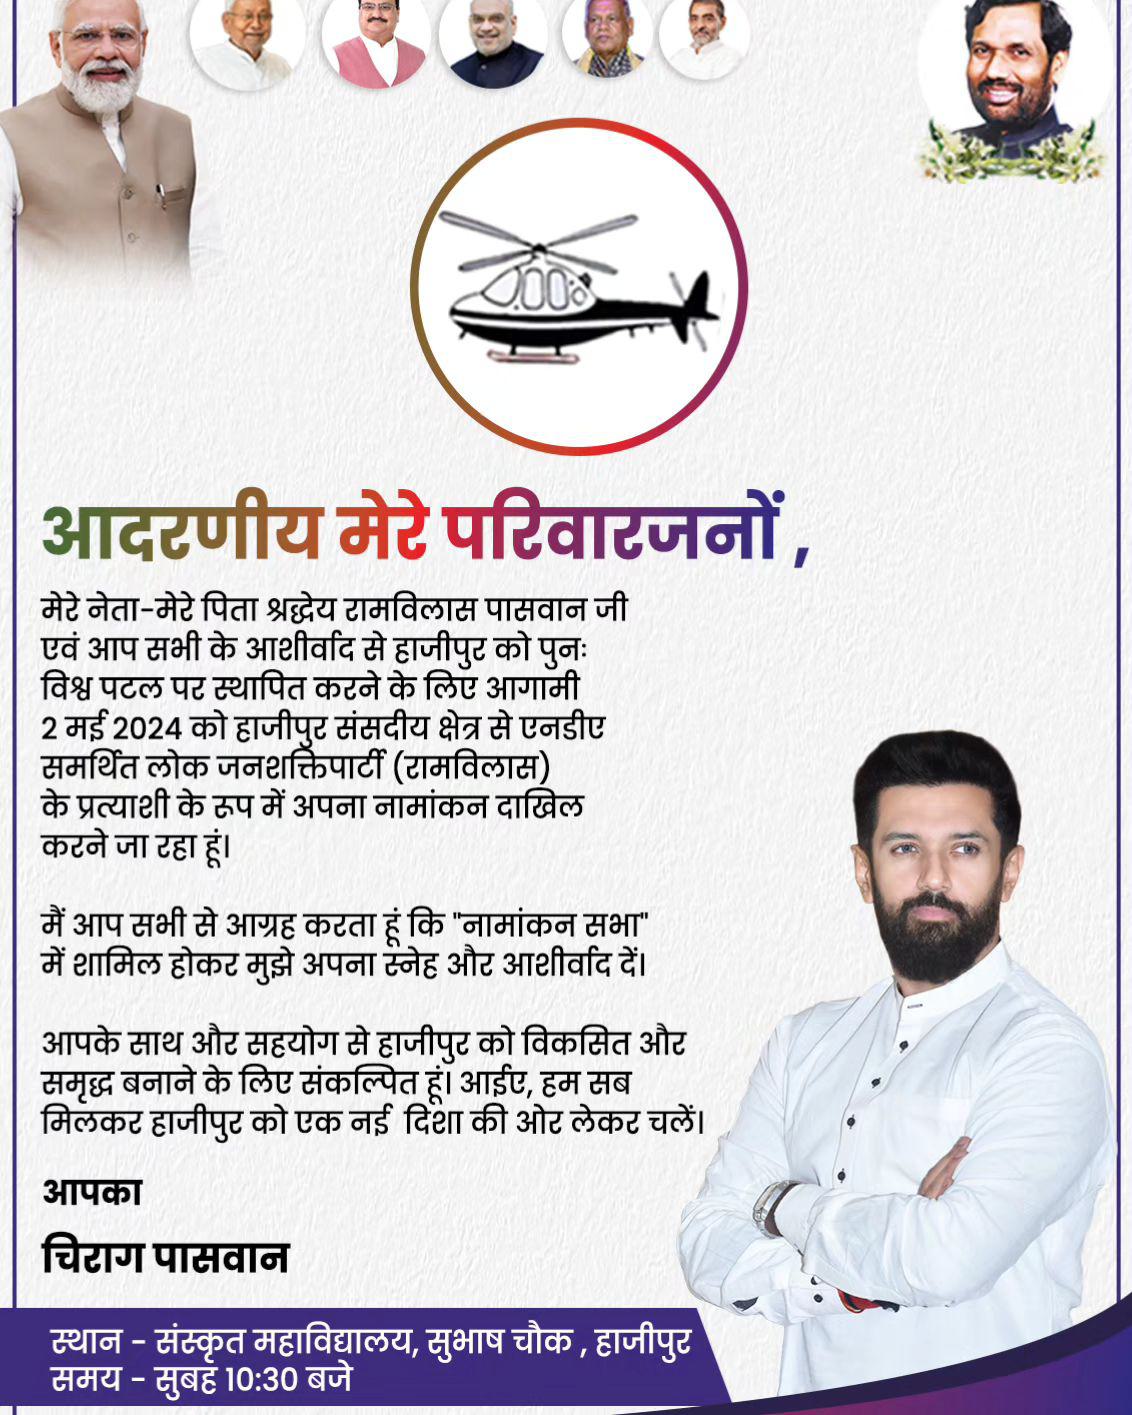 आदरणीय मेरे परिवारजनों ,
मेरे नेता-मेरे पिता श्रद्धेय रामविलास पासवान जी
एवं आप सभी के आशीर्वाद से हाजीपुर को पुनः
विश्व पटल पर स्थापित करने के लिए आगामी
2 मई 2024 को हाजीपुर संसदीय क्षेत्र से एनडीए
समर्थित लोक जनशक्तिपार्टी (रामविलास)
के प्रत्याशी के रूप में अपना नामांकन दाखिल
करने जा रहा हूं।
मैं आप सभी से आग्रह करता हूं कि "नामांकन सभा"
में शामिल होकर मुझे अपना स्नेह और आशीर्वाद दें।
आपके साथ और सहयोग से हाजीपुर को विकसित और
समृद्ध बनाने के लिए संकल्पित हूं। आईए, हम सब
मिलकर हाजीपुर को एक नई दिशा की ओर लेकर चलें।
आपका
चिराग पासवान
स्थान - संस्कृत महाविद्यालय, सुभाष चौक , हाजीपुर
समय - सुबह 10:30 बजे